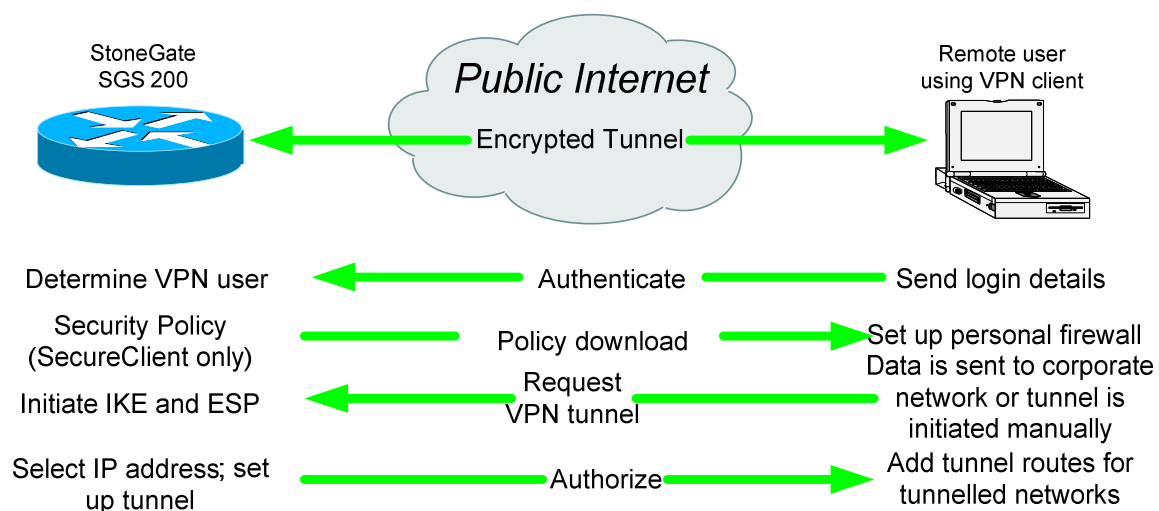 StoneGate
SGS 200
Public Internet
Remote user
using VPN client
Encrypted Tunnel
Determine VPN user
Authenticate
Send login details
Security Policy
(SecureClient only)
Policy download
Set up personal firewall
Initiate IKE and ESP
Request
VPN tunnel
Data is sent to corporate
network or tunnel is
initiated manually
Select IP address; set
up tunnel
Authorize
Add tunnel routes for
tunnelled networks